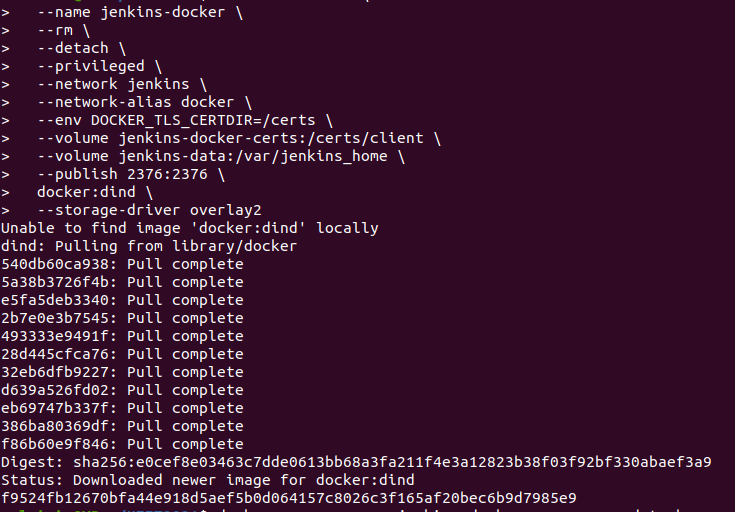 >   --name jenkins-docker \
>   --rm \
>   --detach \
>   --privileged \
>   --network jenkins \
>   --network-alias docker \
>   --env DOCKER_TLS_CERTDIR=/certs \
>   --volume jenkins-docker-certs:/certs/client \
>   --volume jenkins-data:/var/jenkins_home \
>   --publish 2376:2376 \
>   docker:dind \
>   --storage-driver overlay2
Unable to find image 'docker:dind' locally
dind: Pulling from library/docker
540db60ca938: Pull complete
5a38b3726f4b: Pull complete
e5fa5deb3340: Pull complete
2b7e0e3b7545: Pull complete
493333e9491f: Pull complete
28d445cfca76: Pull complete
32eb6dfb9227: Pull complete
d639a526fd02: Pull complete
eb69747b337f: Pull complete
386ba80369df: Pull complete
f86b60e9f846: Pull complete
Digest: sha256:e0cef8e03463c7dde0613bb68a3fa211f4e3a12823b38f03f92bf330abaef3a9
Status: Downloaded newer image for docker:dind
f9524fb12670bfa44e918d5aef5b0d064157c8026c3f165af20bec6b9d7985e9